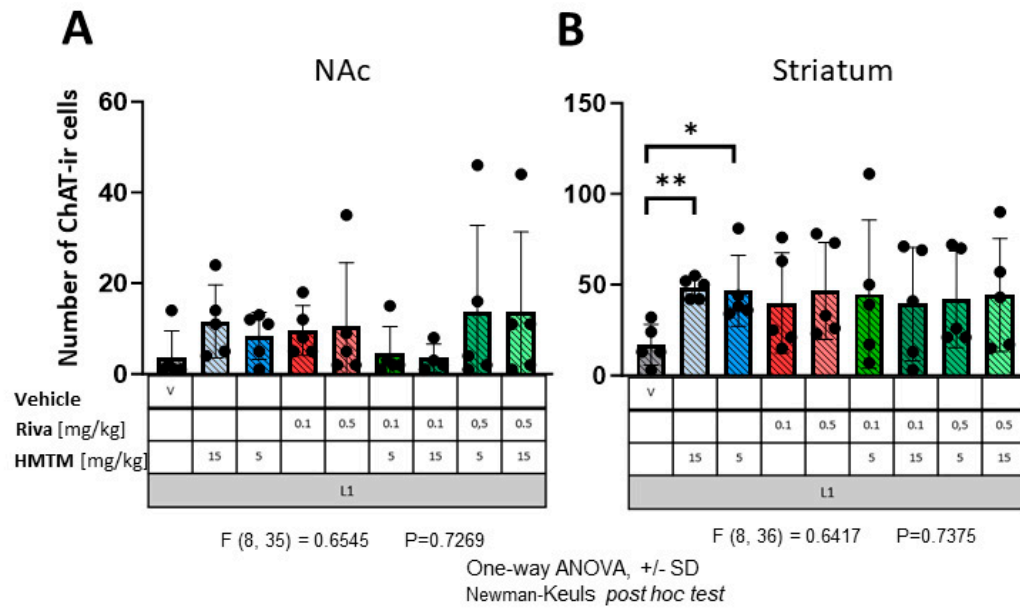 A
NAc
Number of ChAT-ir cells
60
40
20
0
Vehicle V
Riva [mg/kg] 0.1 0.5 0.1 0.1 0,5 0.5
HMTM [mg/kg] 15 5 5 15 5 15
L1
F (8, 35) = 0.6545 P=0.7269
B
Striatum
150
100
50
0
*
**
V
0.1 0.5 0.1 0.1 0,5 0.5
15 5 5 15 5 15
L1
F (8, 36) = 0.6417 P=0.7375
One-way ANOVA, +/- SD
Newman-Keuls post hoc test